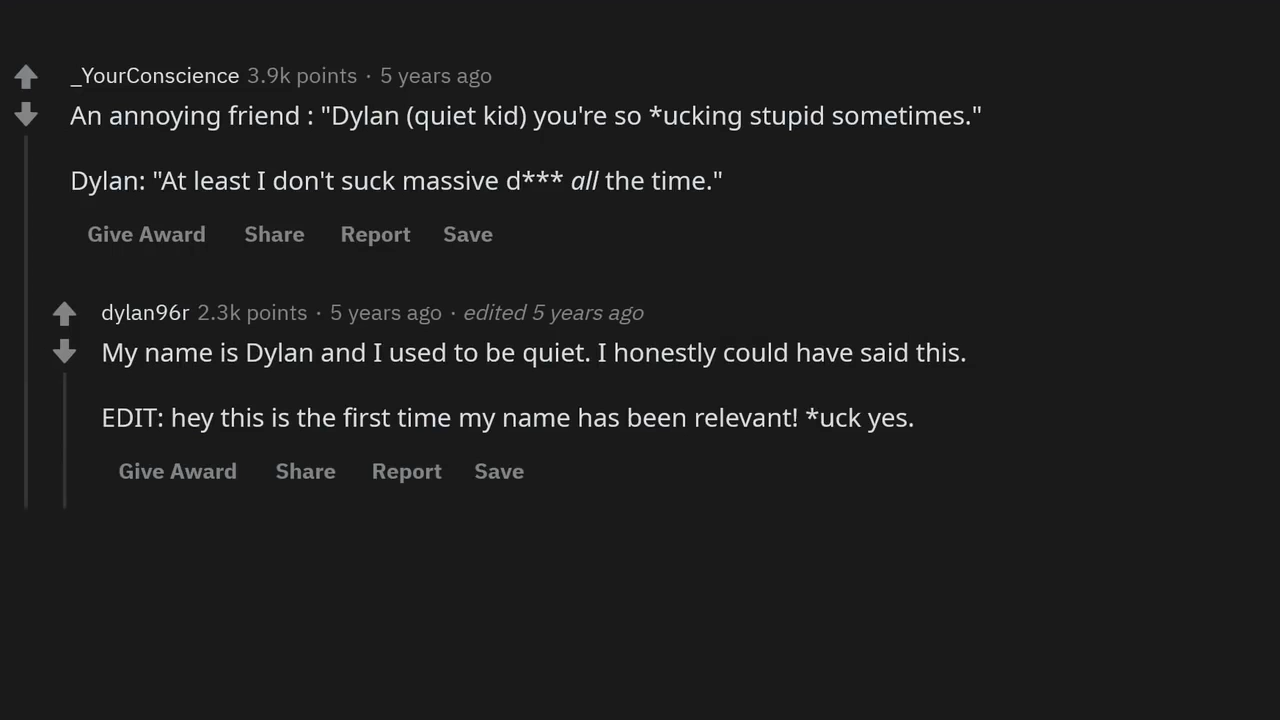 _YourConscience 3.9k points · 5 years ago
An annoying friend : "Dylan (quiet kid) you're so *ucking stupid sometimes."
Dylan: "At least I don't suck massive d*** all the time."
Give Award Share Report Save
dylan96r 2.3k points · 5 years ago · edited 5 years ago
My name is Dylan and I used to be quiet. I honestly could have said this.
EDIT: hey this is the first time my name has been relevant! *uck yes.
Give Award Share Report Save